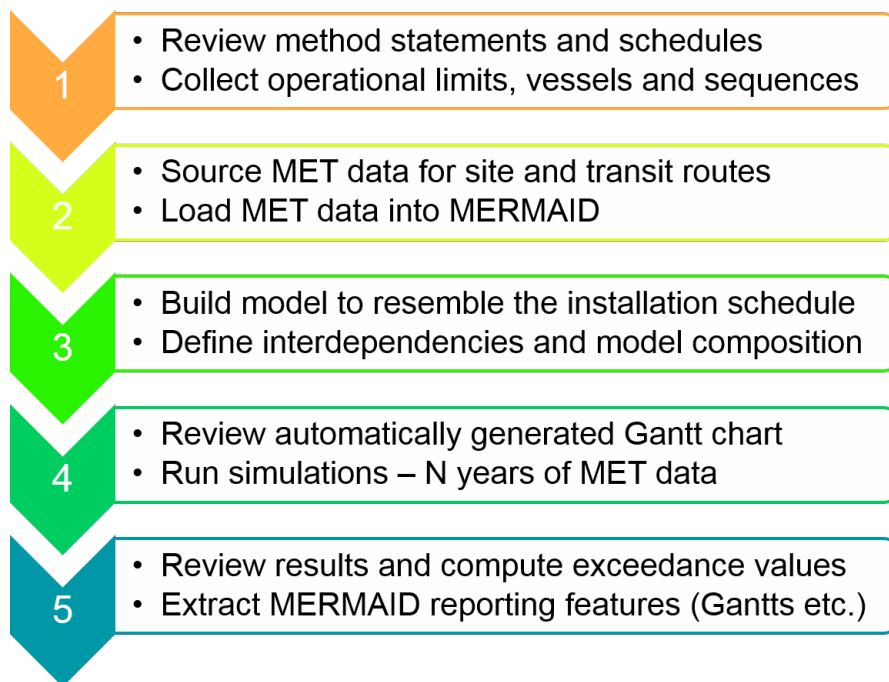 1
• Review method statements and schedules
• Collect operational limits, vessels and sequences
2
• Source MET data for site and transit routes
• Load MET data into MERMAID
3
• Build model to resemble the installation schedule
• Define interdependencies and model composition
4
• Review automatically generated Gantt chart
• Run simulations – N years of MET data
5
• Review results and compute exceedance values
• Extract MERMAID reporting features (Gantts etc.)